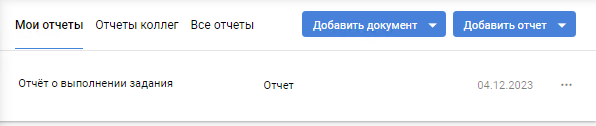 Мои отчеты Отчеты коллег Все отчеты Добавить документ Добавить отчет
Отчёт о выполнении задания Отчет 04.12.2023